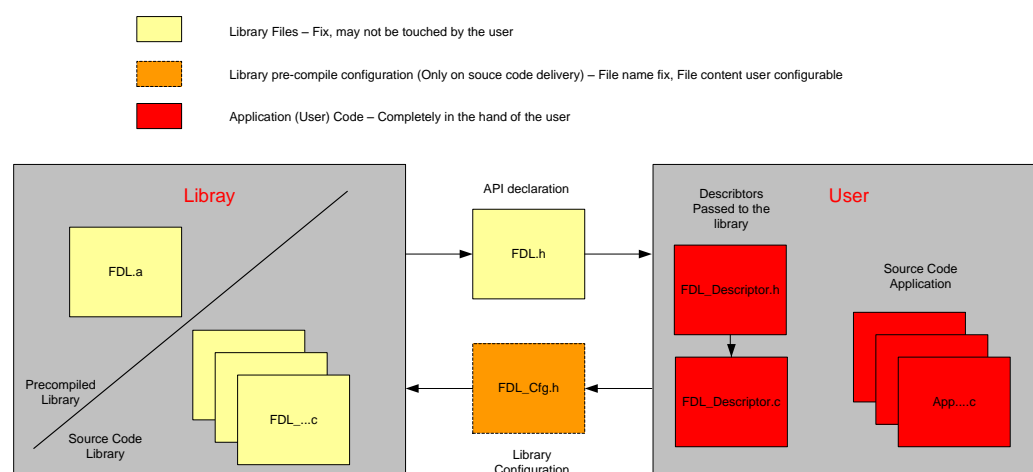 Library Files – Fix, may not be touched by the user
Library pre-compile configuration (Only on souce code delivery) – File name fix, File content user configurable
Application (User) Code – Completely in the hand of the user
Libray
API declaration
User
Describtors
Passed to the
library
FDL.a
FDL.h
FDL_Descriptor.h
Source Code
Application
Precompiled
Library
FDL_...c
Source Code
Library
FDL_Cfg.h
FDL_Descriptor.c
App....c
Library
Configuration